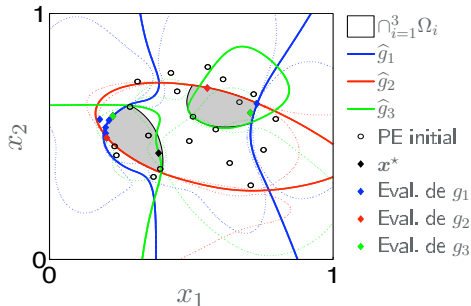 1
x₂
0
0
x₁
1
∩³ᵢ₌₁Ωᵢ
ĝ₁
ĝ₂
ĝ₃
PE initial
x⋆
Eval. de g₁
Eval. de g₂
Eval. de g₃